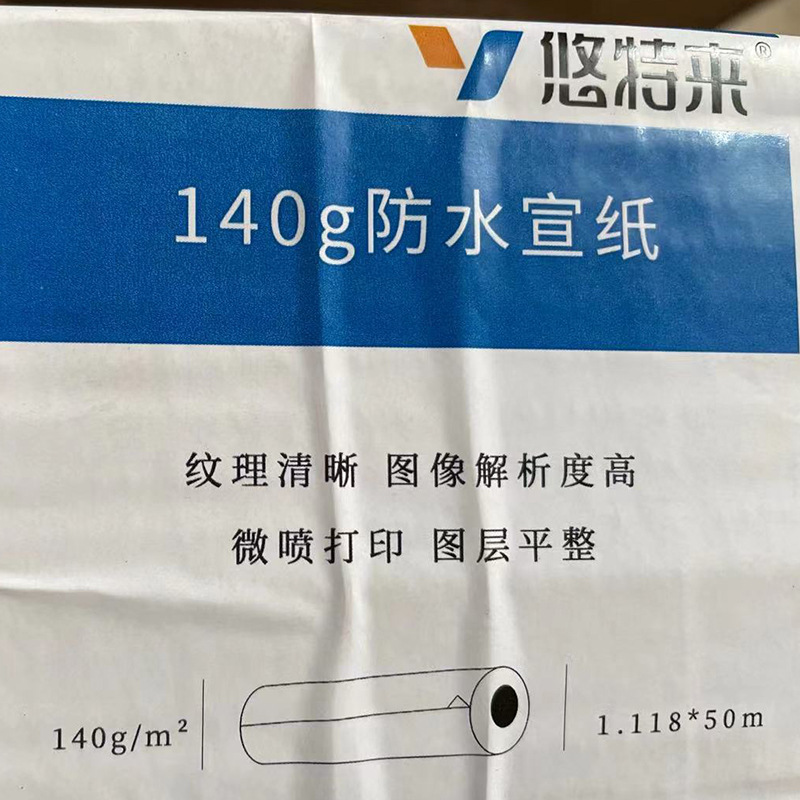 悠特来®
140g防水宣纸
纹理清晰 图像解析度高
微喷打印 图层平整
140g/m²
1.118*50m